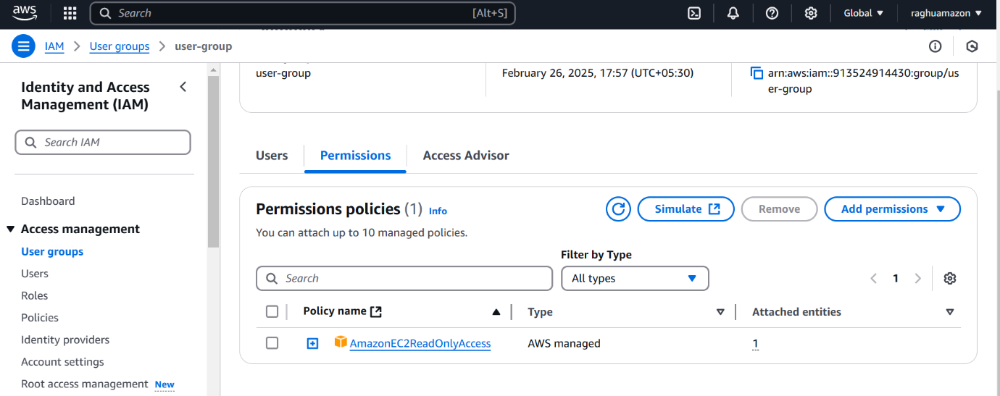 aws
Search [Alt+S] Global raghuamazon
IAM User groups user-group
Identity and Access
Management (IAM)
Search IAM
Dashboard
Access management
User groups
Users
Roles
Policies
Identity providers
Account settings
Root access management New
user-group
February 26, 2025, 17:57 (UTC+05:30)
arn:aws:iam::913524914430:group/us
er-group
Users Permissions Access Advisor
Permissions policies (1) Info
Simulate Remove Add permissions
You can attach up to 10 managed policies.
Filter by Type
Search All types 1
Policy name Type Attached entities
AmazonEC2ReadOnlyAccess AWS managed 1